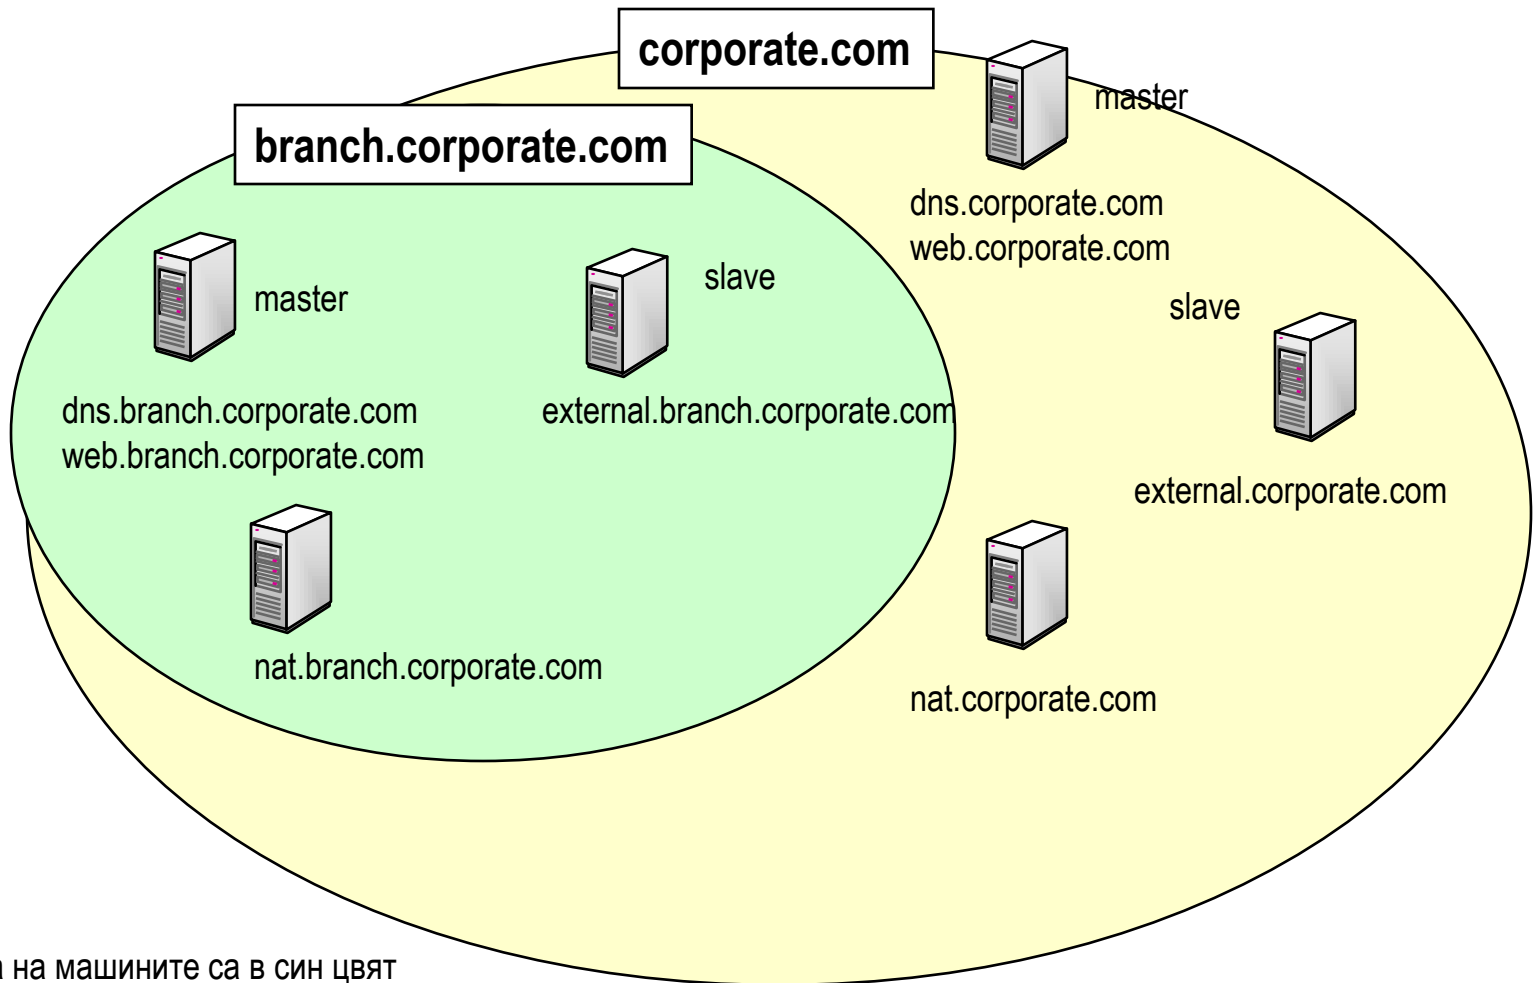 corporate.com
master
branch.corporate.com
dns.corporate.com
web.corporate.com
slave
master
slave
dns.branch.corporate.com
web.branch.corporate.com
external.branch.corporate.com
external.corporate.com
nat.branch.corporate.com
nat.corporate.com
на машините са в син цвят